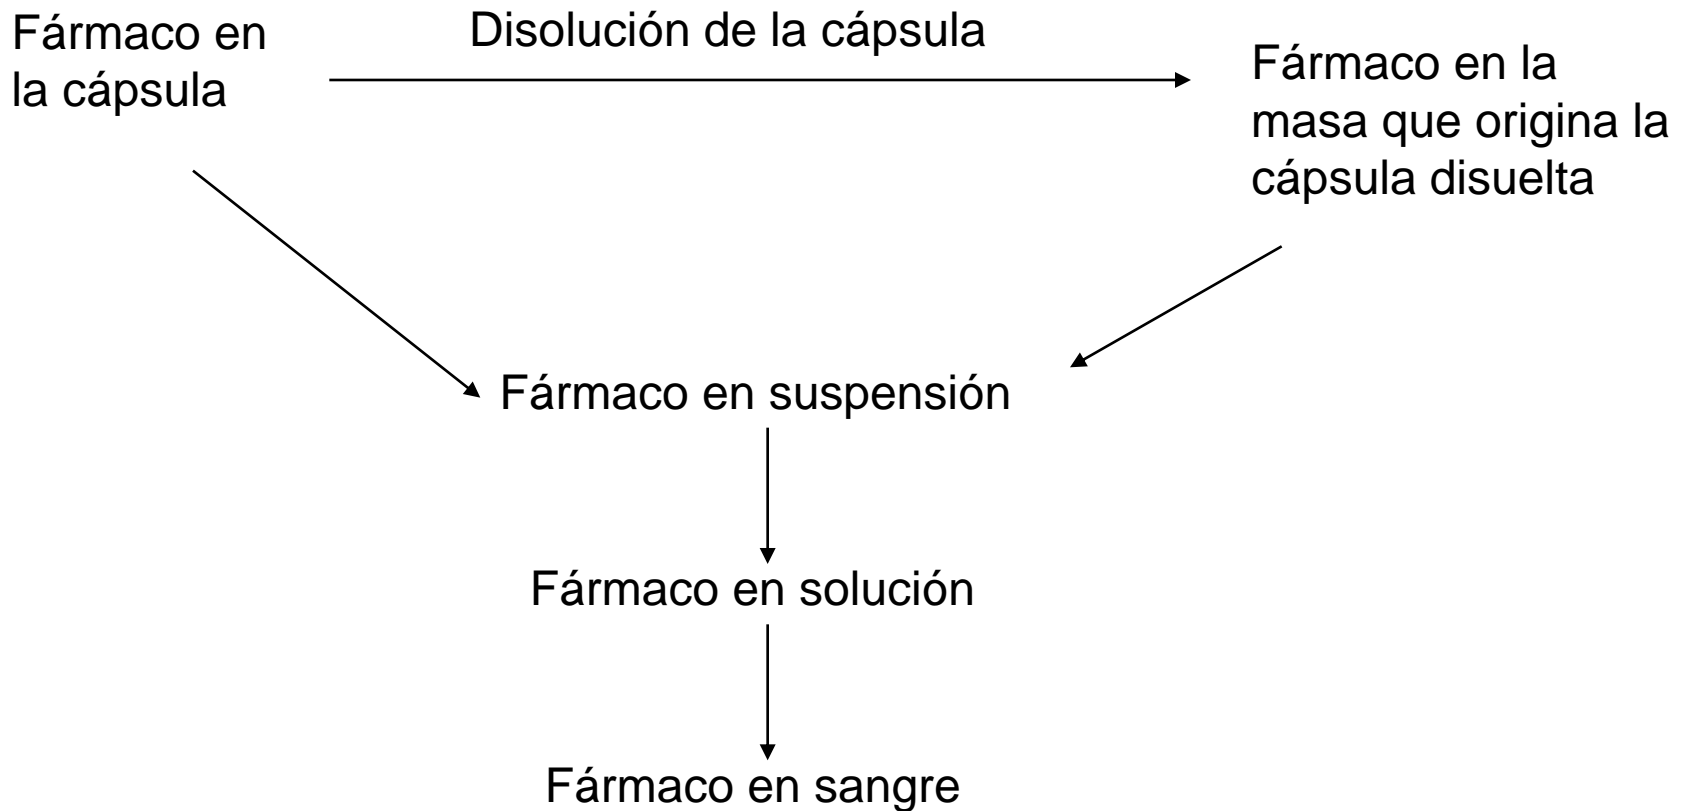 Fármaco en
la cápsula
Disolución de la cápsula
Fármaco en la
masa que origina la
cápsula disuelta
Fármaco en suspensión
Fármaco en solución
Fármaco en sangre